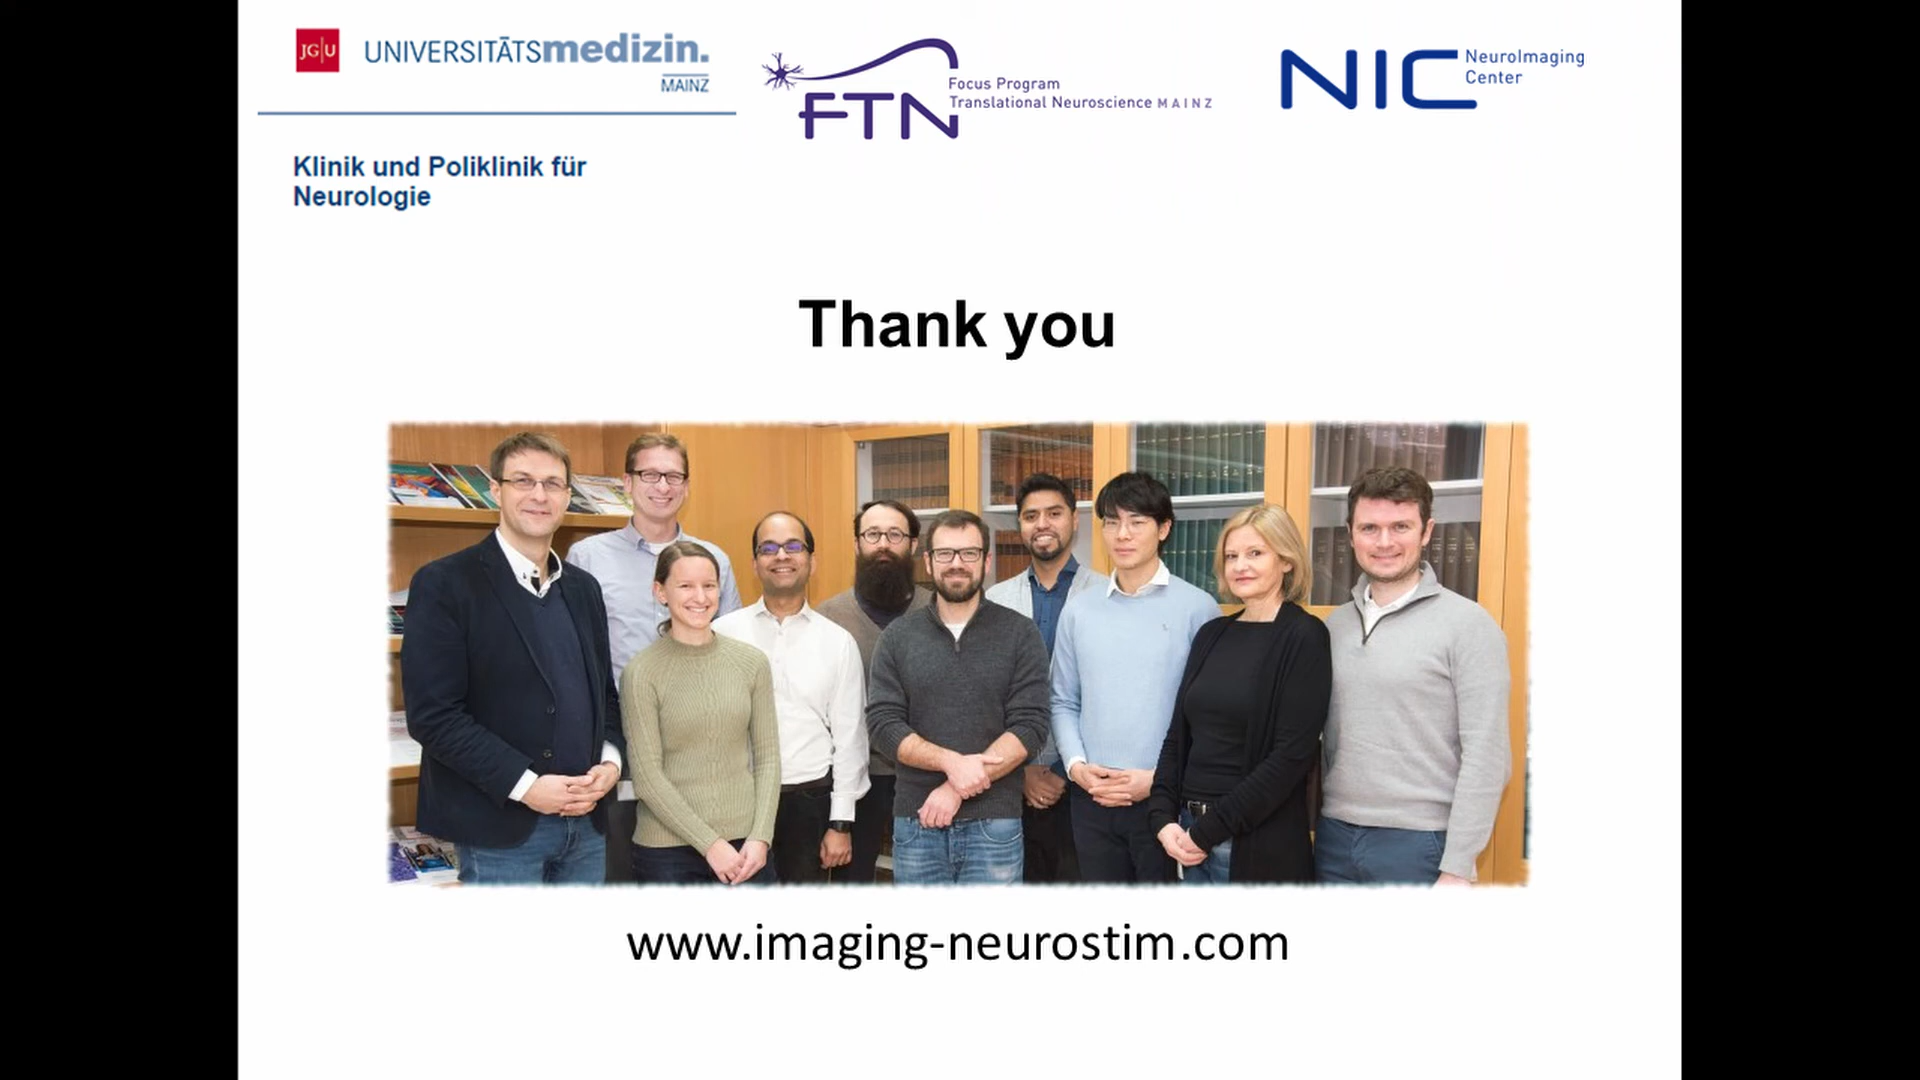 JG|U
UNIVERSITÄTSmedizin.
MAINZ
Klinik und Poliklinik für
Neurologie
FTN
Focus Program
Translational Neuroscience MAINZ
NIC
NeuroImaging
Center
Thank you
www.imaging-neurostim.com